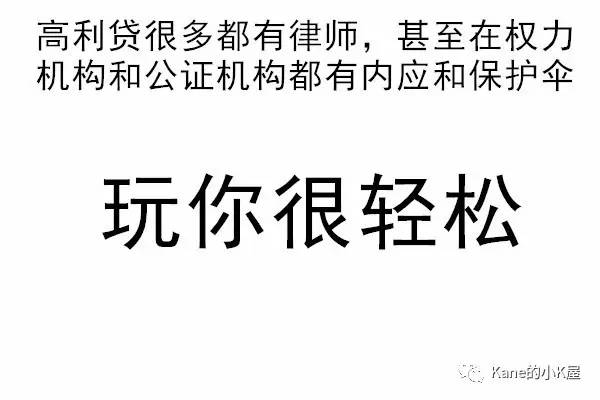 高利贷很多都有律师，甚至在权力
机构和公证机构都有内应和保护伞
玩你很轻松
Kane的小K屋